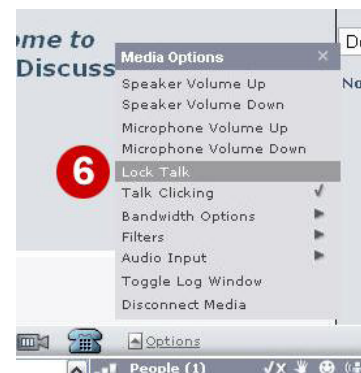 ome to
Discuss
D
No
Media Options
Speaker Volume Up
Speaker Volume Down
Microphone Volume Up
Microphone Volume Down
6
Lock Talk
Talk Clicking
Bandwidth Options
Filters
Audio Input
Toggle Log Window
Disconnect Media
Options
People (1)